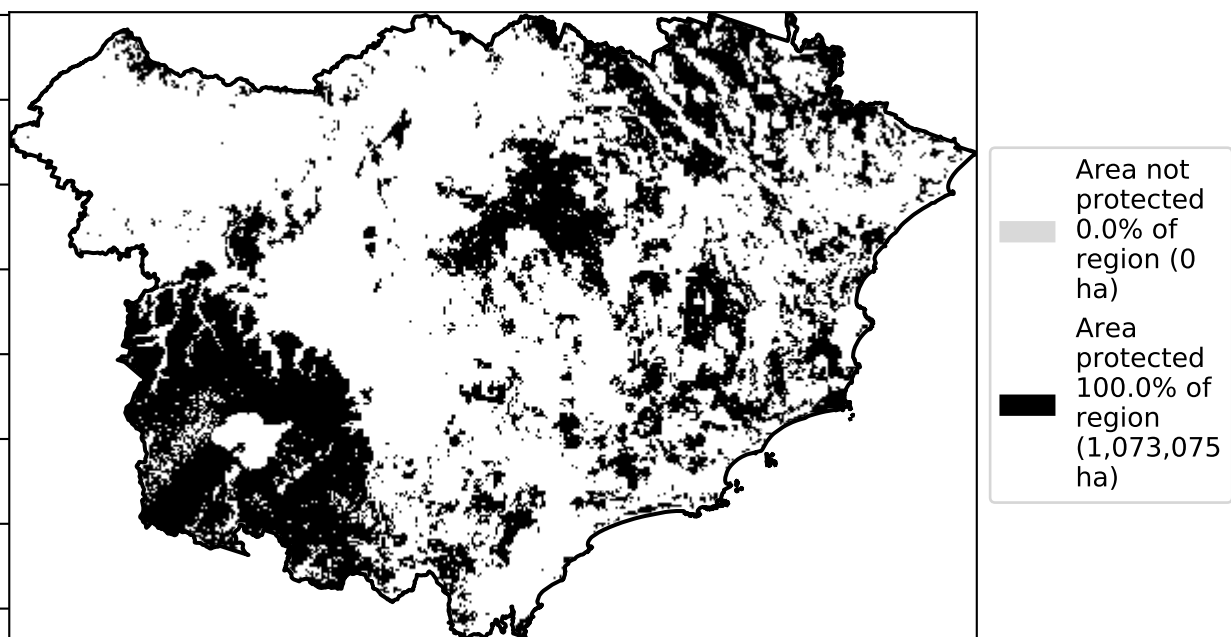 Area not
protected
0.0% of
region (0
ha)
Area
protected
100.0% of
region
(1,073,075
ha)